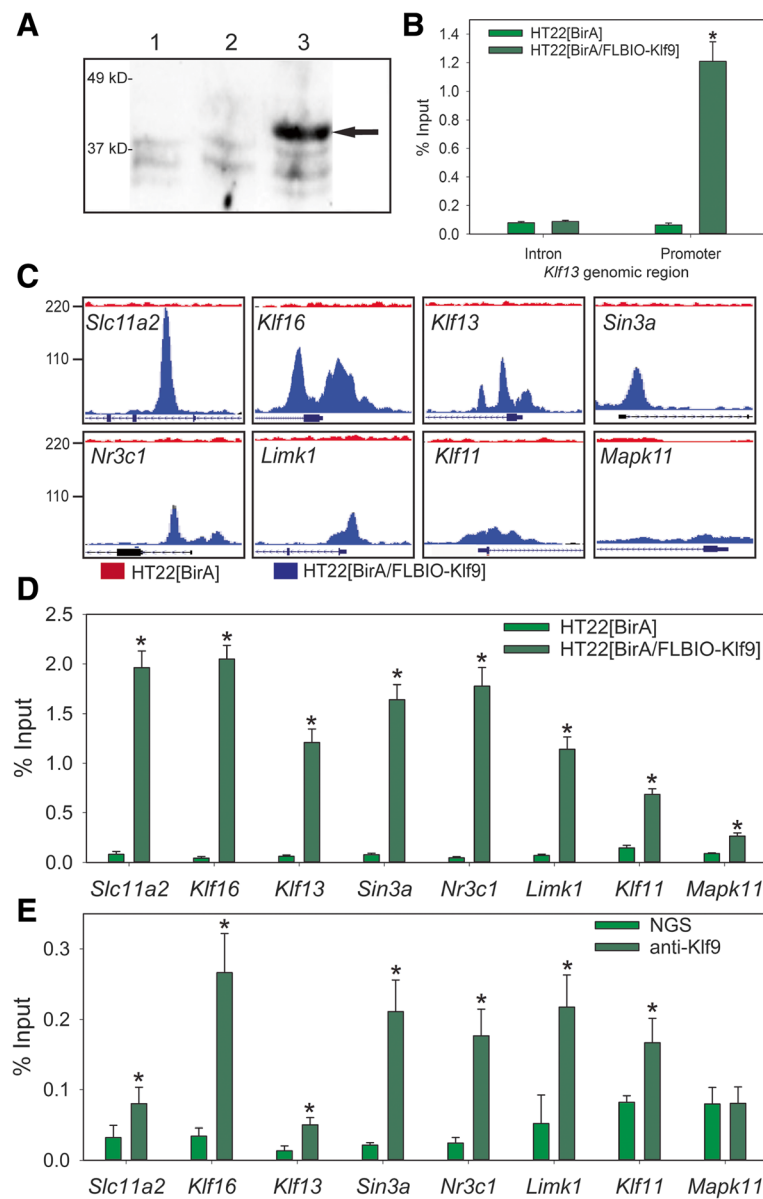 A
1 2 3
49 kD-
37 kD-
B
HT22[BirA]
HT22[BirA/FLBIO-Klf9]
% Input
1.4
1.2
1.0
0.8
0.6
0.4
0.2
0.0
*
Intron Promoter
Klf13 genomic region
C
220
110
Slc11a2 Klf16 Klf13 Sin3a
220
110
Nr3c1 Limk1 Klf11 Mapk11
HT22[BirA] HT22[BirA/FLBIO-Klf9]
D
HT22[BirA]
HT22[BirA/FLBIO-Klf9]
% Input
2.5
2.0
1.5
1.0
0.5
0.0
* * * * * * * *
Slc11a2 Klf16 Klf13 Sin3a Nr3c1 Limk1 Klf11 Mapk11
E
NGS
anti-Klf9
% Input
0.3
0.2
0.1
0.0
* * * * * * *
Slc11a2 Klf16 Klf13 Sin3a Nr3c1 Limk1 Klf11 Mapk11